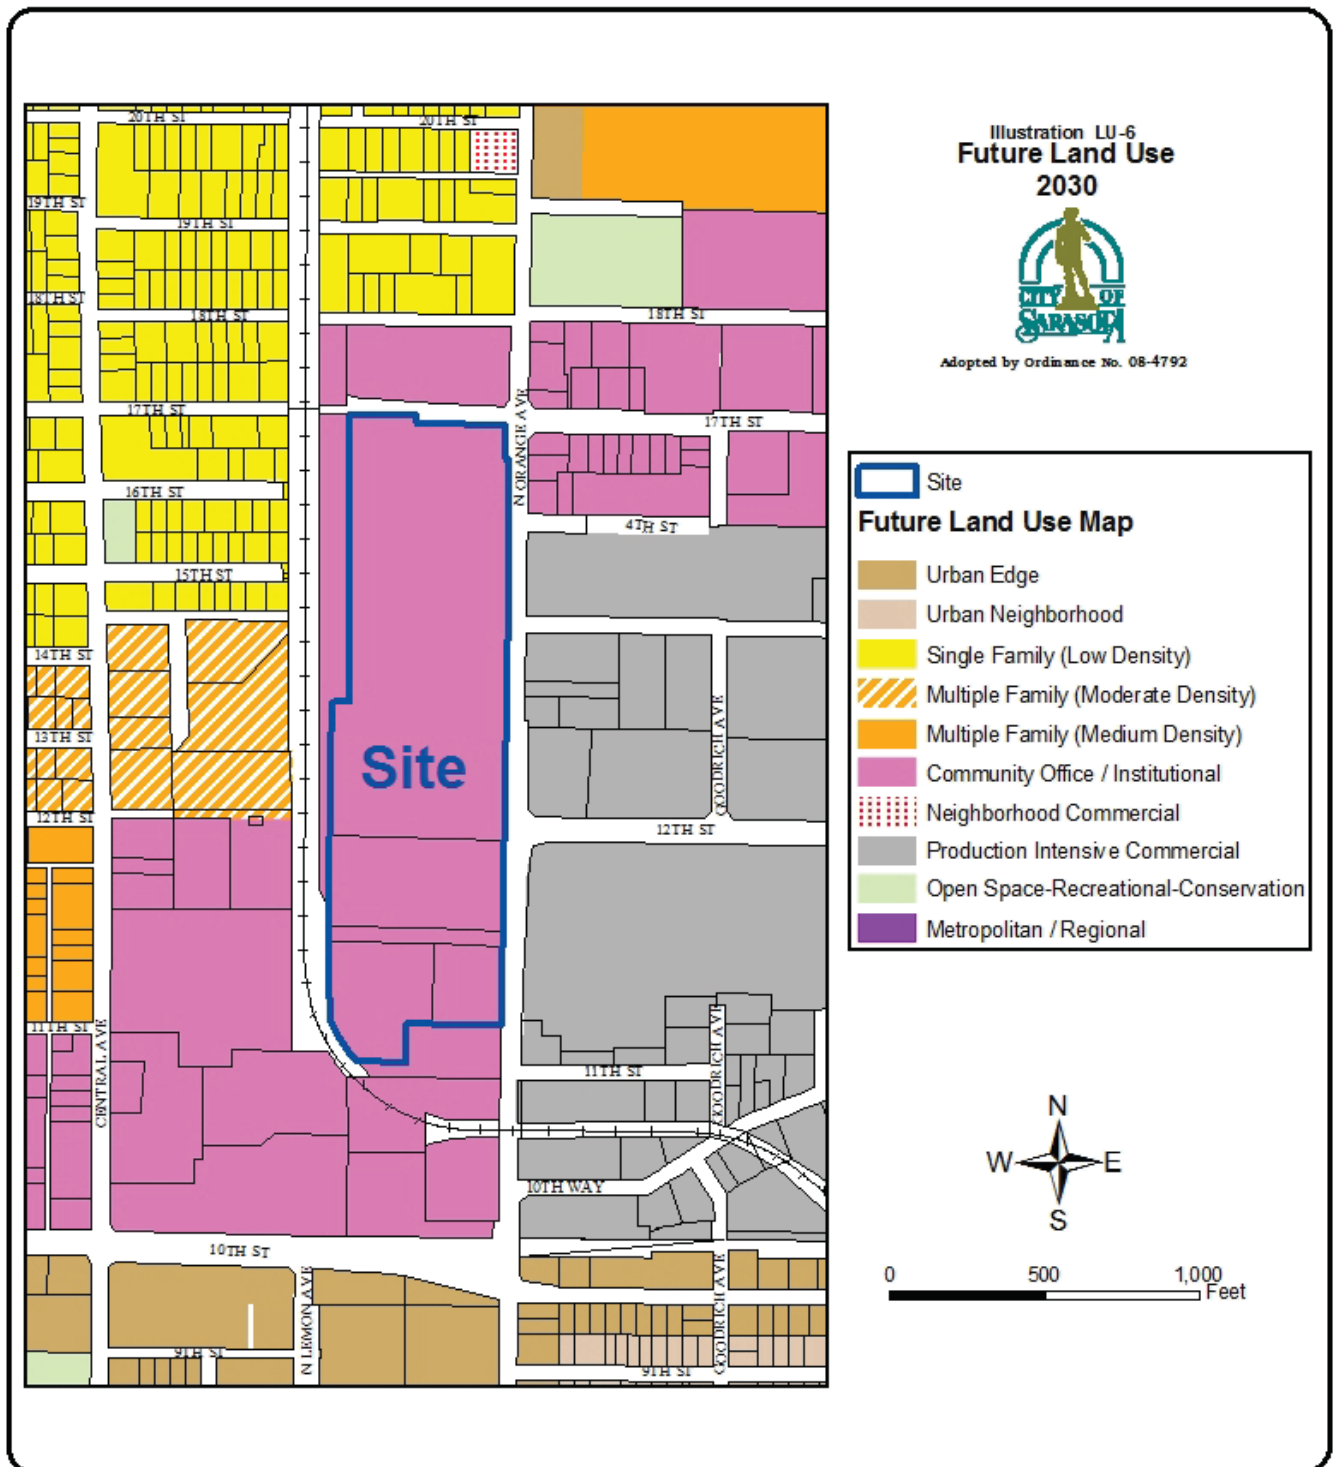 Illustration LU-6
Future Land Use
2030
CITY OF
SARASOTA
Adopted by Ordinance No. 08-4792
Site
Future Land Use Map
Urban Edge
Urban Neighborhood
Single Family (Low Density)
Multiple Family (Moderate Density)
Multiple Family (Medium Density)
Community Office / Institutional
Neighborhood Commercial
Production Intensive Commercial
Open Space-Recreational-Conservation
Metropolitan / Regional
N
W E
S
0 500 1,000
Feet
20TH ST
20TH ST
19TH ST
19TH ST
18TH ST
18TH ST
18TH ST
17TH ST
17TH ST
N ORANGE AVE
16TH ST
4TH ST
15TH ST
14TH ST
13TH ST
GOODRICH AVE
Site
12TH ST
12TH ST
11TH ST
CENTRAL AVE
GOODRICH AVE
11TH ST
10TH WAY
10TH ST
N LEMON AVE
GOODRICH AVE
9TH ST
9TH ST